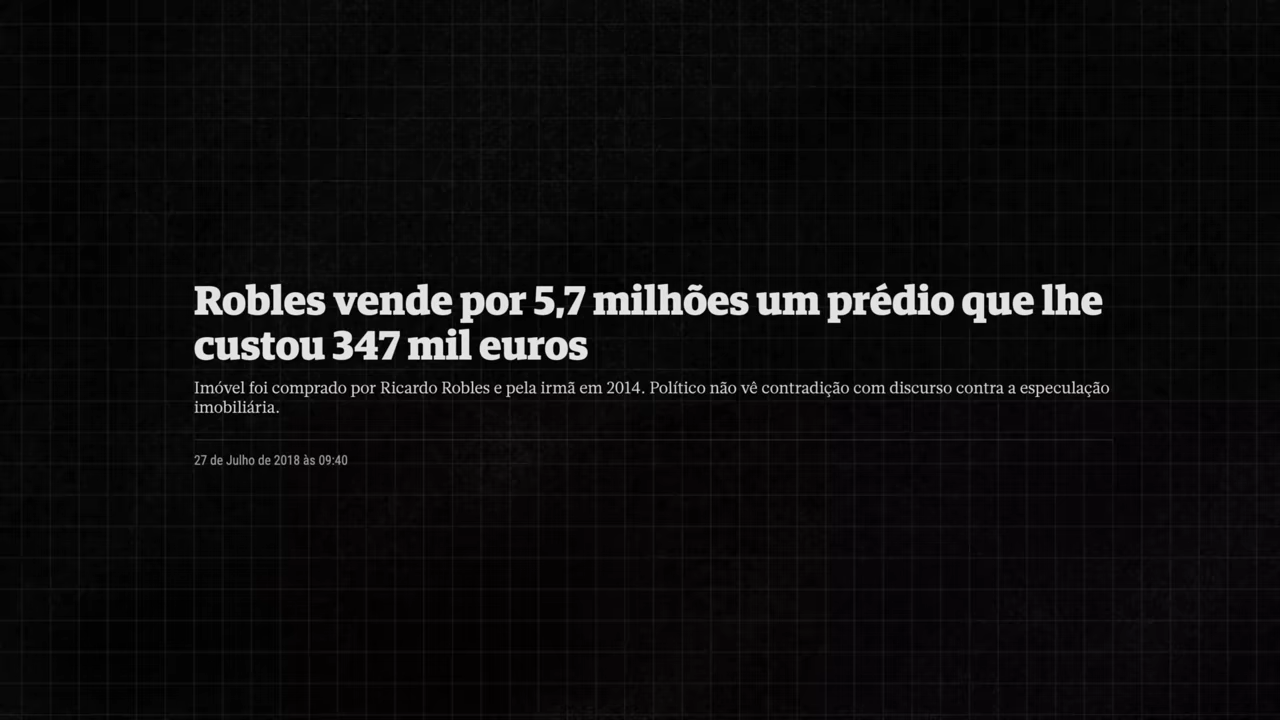 Robles vende por 5,7 milhões um prédio que lhe
custou 347 mil euros
Imóvel foi comprado por Ricardo Robles e pela irmã em 2014. Político não vê contradição com discurso contra a especulação
imobiliária.
27 de Julho de 2018 às 09:40